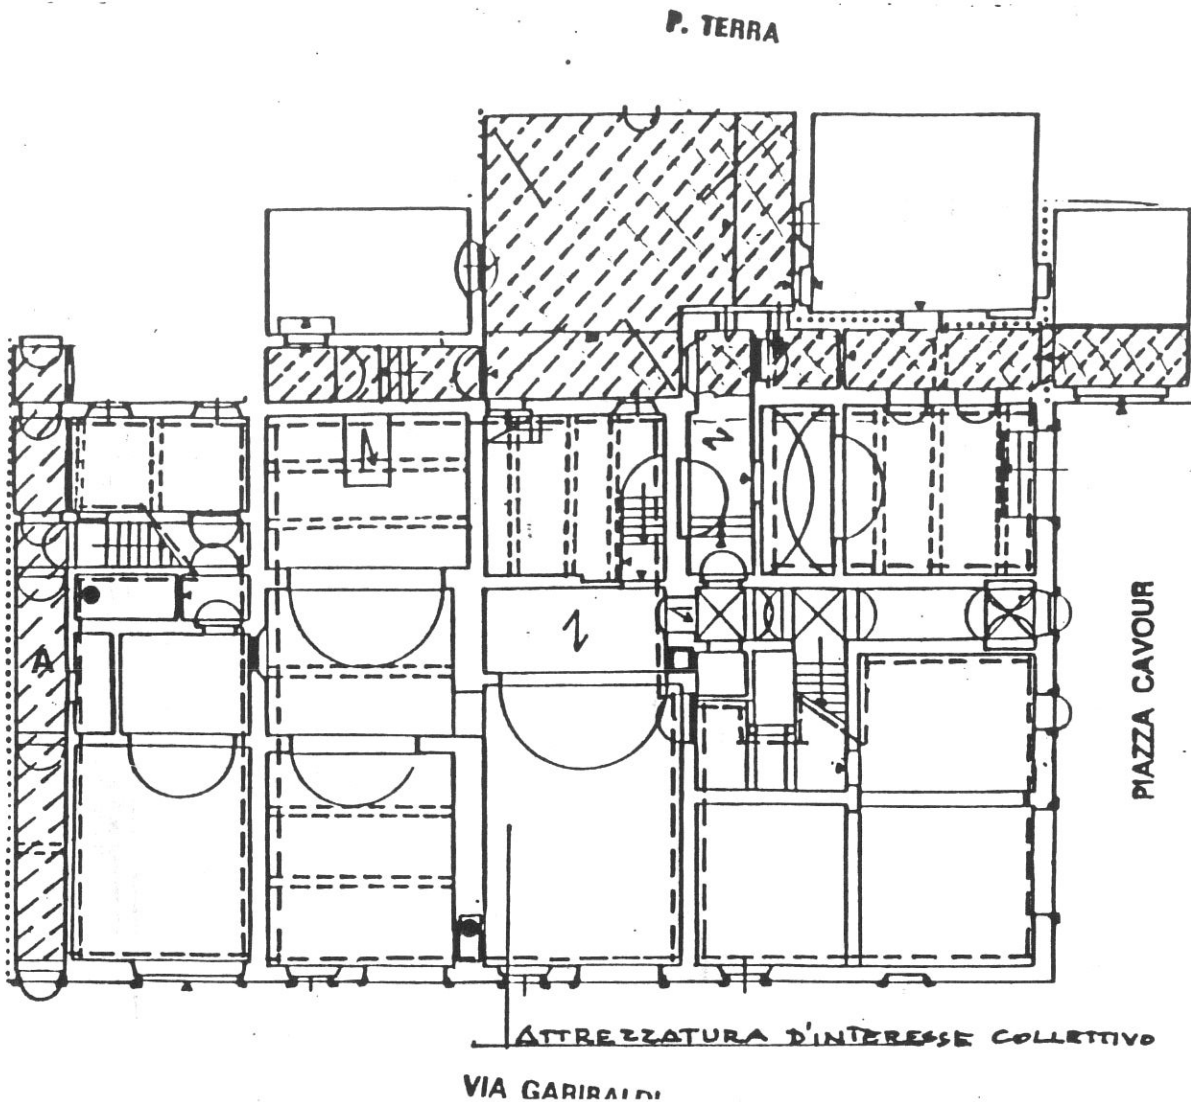 P. TERRA
A
PIAZZA CAVOUR
ATTREZZATURA D'INTERESSE COLLETTIVO
VIA GARIBALDI